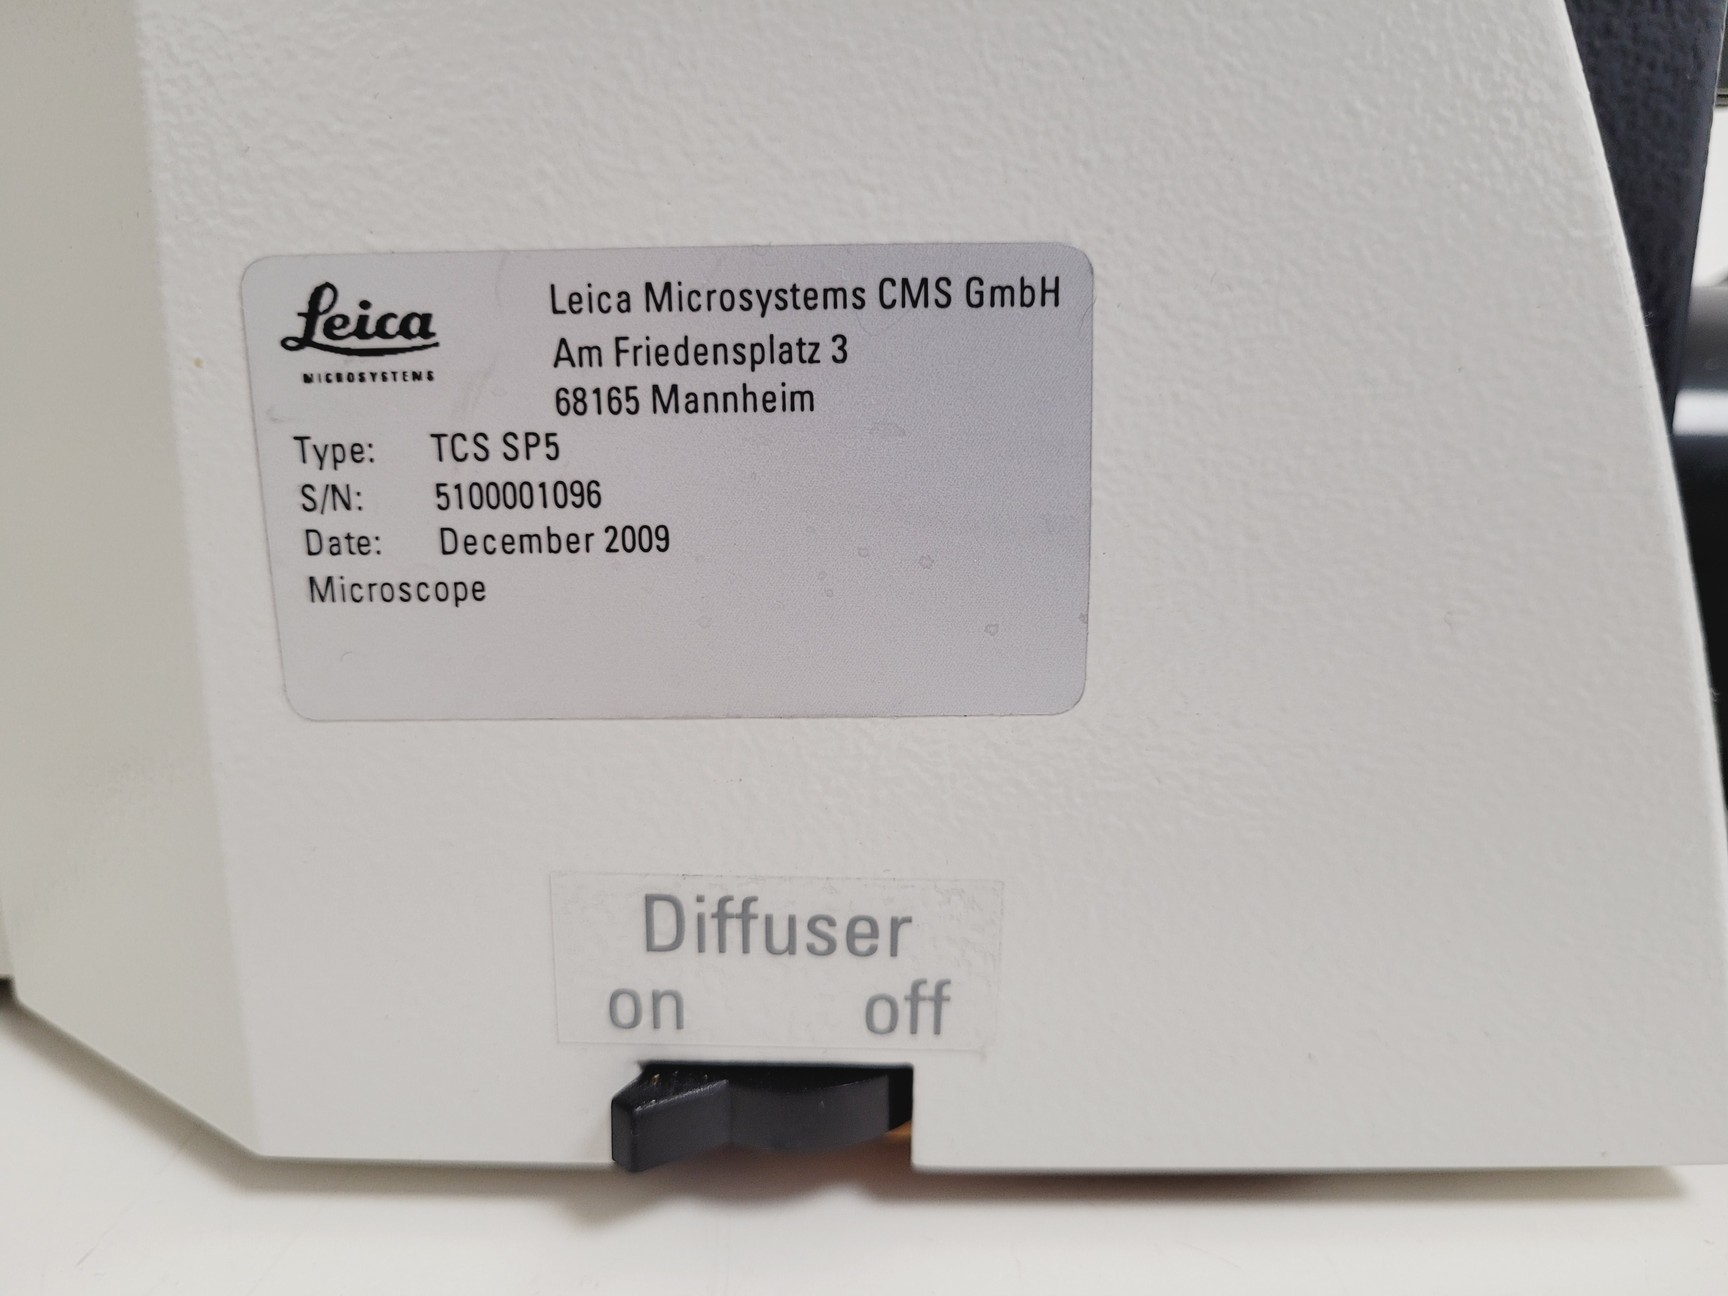 Leica
MICROSYSTEMS
Leica Microsystems CMS GmbH
Am Friedensplatz 3
68165 Mannheim
Type: TCS SP5
S/N: 5100001096
Date: December 2009
Microscope
Diffuser
on off